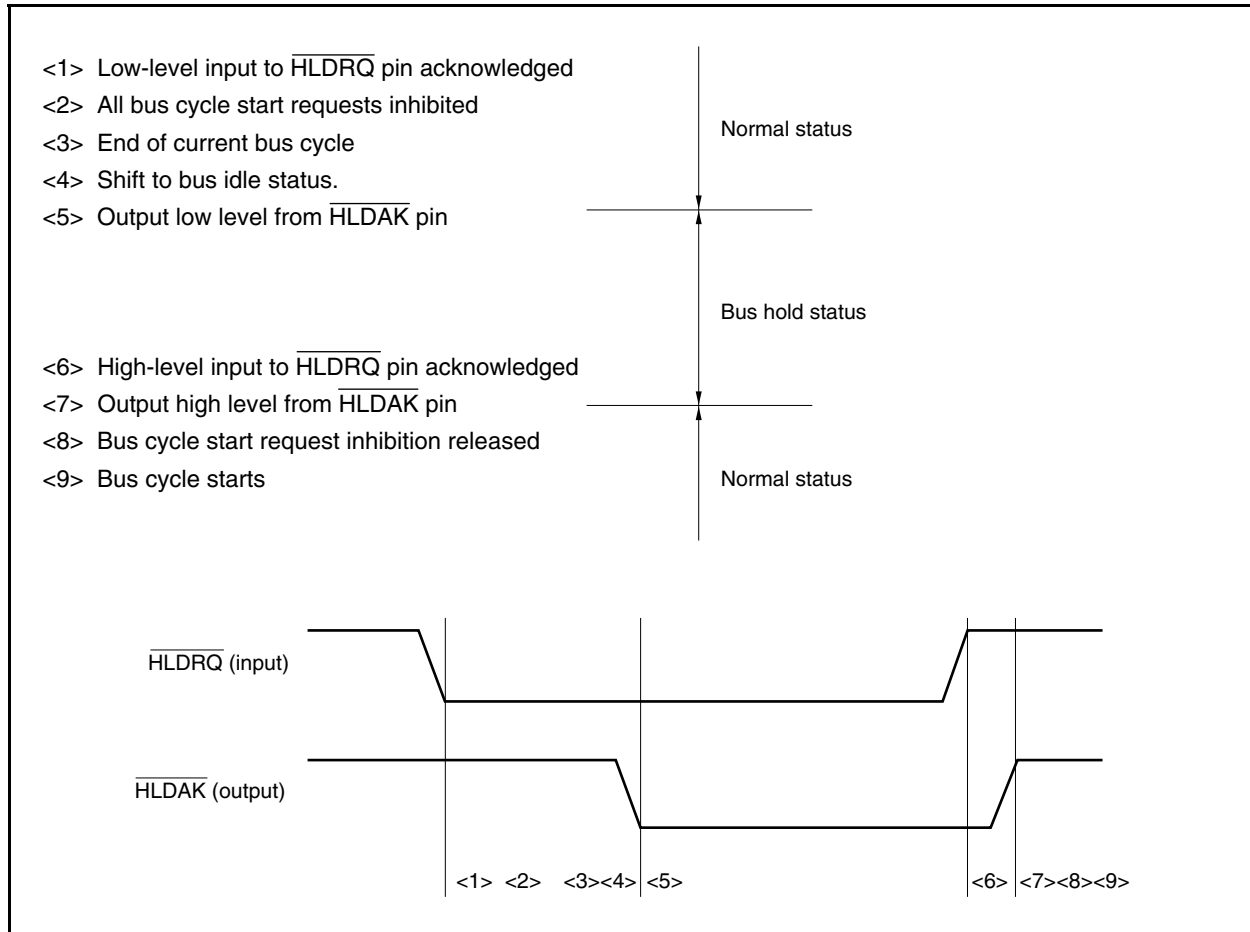 <1> Low-level input to HLDRQ pin acknowledged
<2> All bus cycle start requests inhibited
<3> End of current bus cycle
<4> Shift to bus idle status.
<5> Output low level from HLDAK pin
Normal status
Bus hold status
<6> High-level input to HLDRQ pin acknowledged
<7> Output high level from HLDAK pin
<8> Bus cycle start request inhibition released
<9> Bus cycle starts
Normal status
HLDRQ (input)
HLDAK (output)
<1> <2> <3><4> <5> <6> <7><8><9>